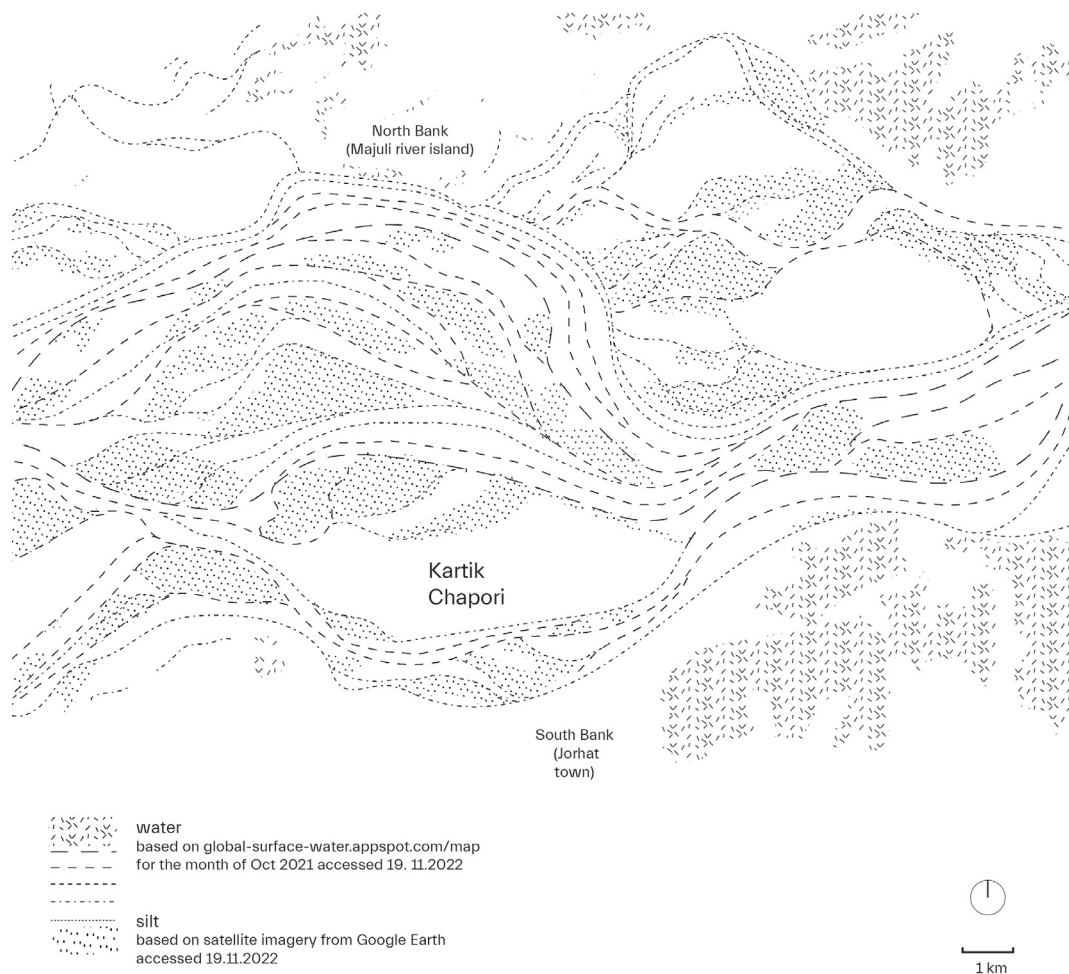 North Bank
(Majuli river island)
Kartik
Chapori
South Bank
(Jorhat
town)
water
based on global-surface-water.appspot.com/map
for the month of Oct 2021 accessed 19. 11.2022
silt
based on satellite imagery from Google Earth
accessed 19.11.2022
1 km